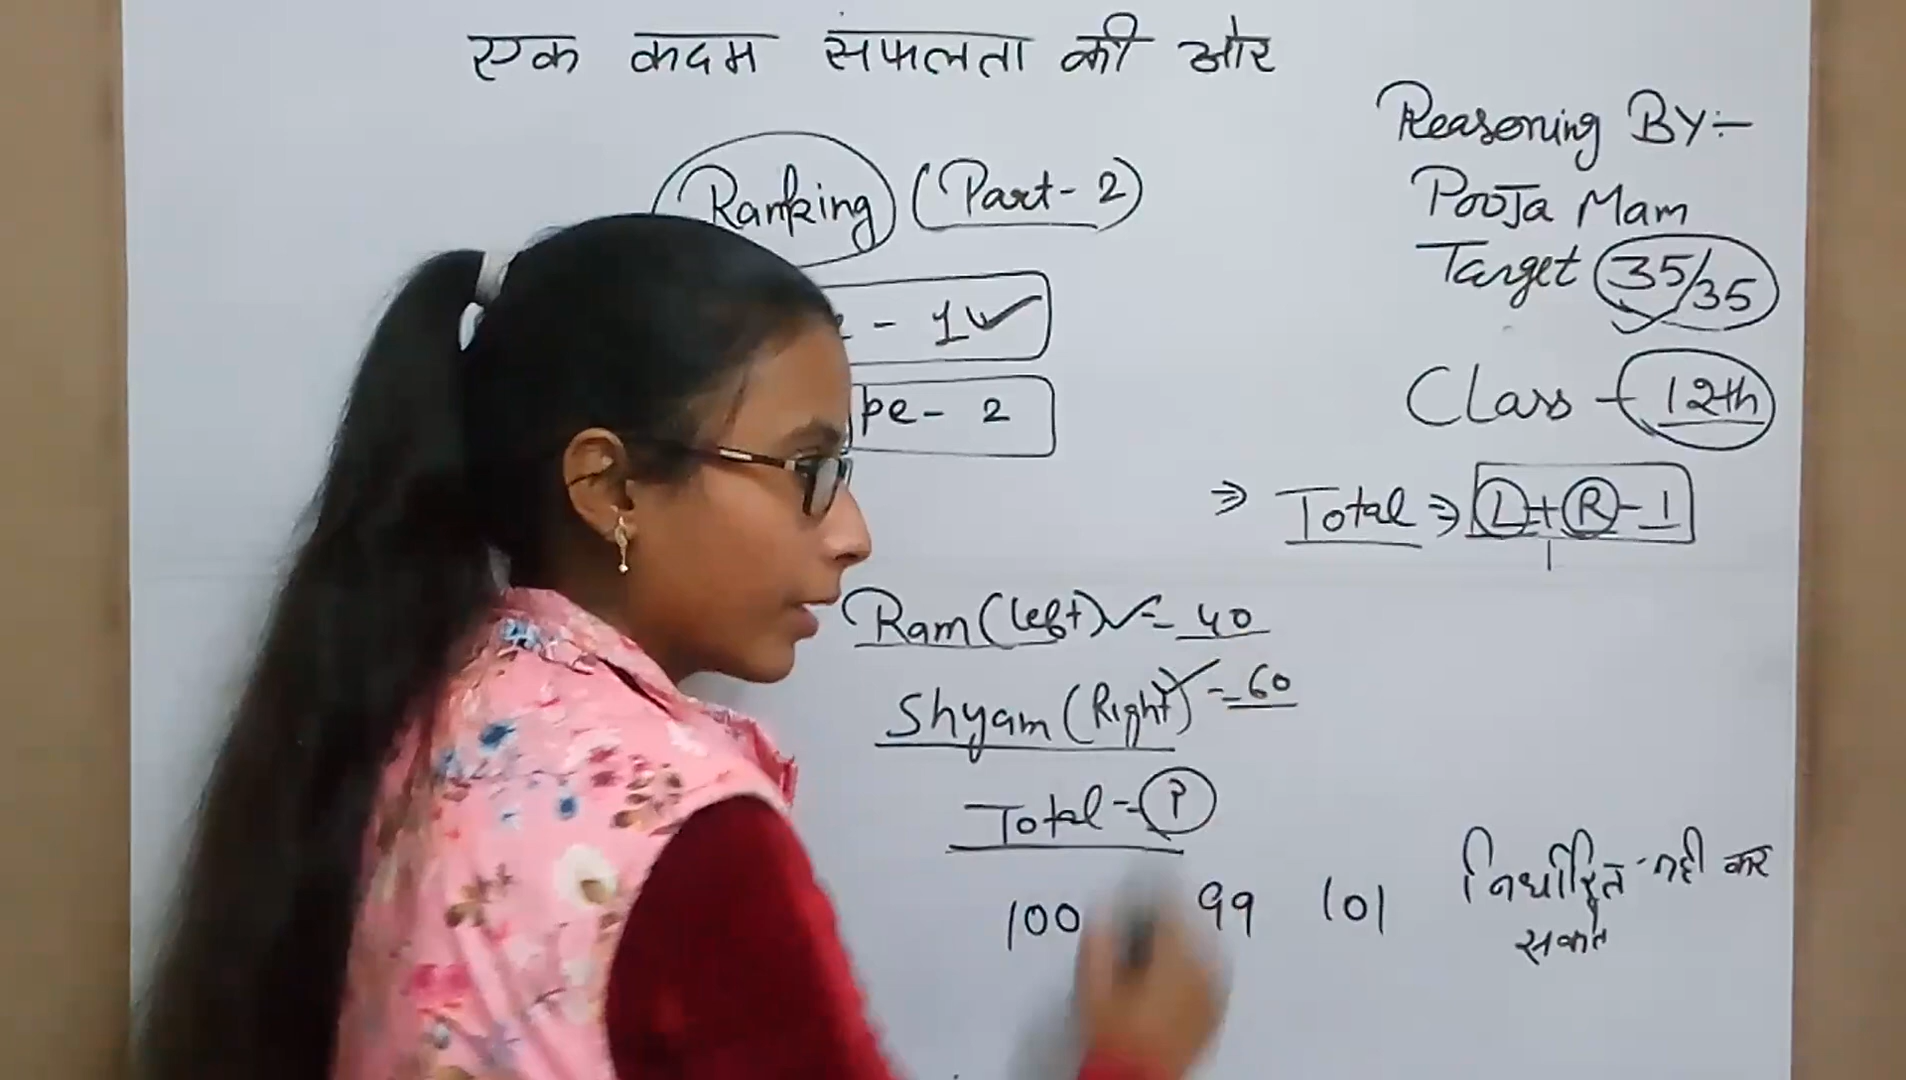 एक कदम सफलता की ओर
Reasoning BY:-
Pooja Mam
Target 35/35
Class - 12th
Ranking (Part-2)
- 1 ✓
pe - 2
⇒ Total ⇒ L + R - 1
Ram (left) ✓ = 40
Shyam (Right) ✓ = 60
Total = ?
100 99 101 निर्धारित नही कर
सकते